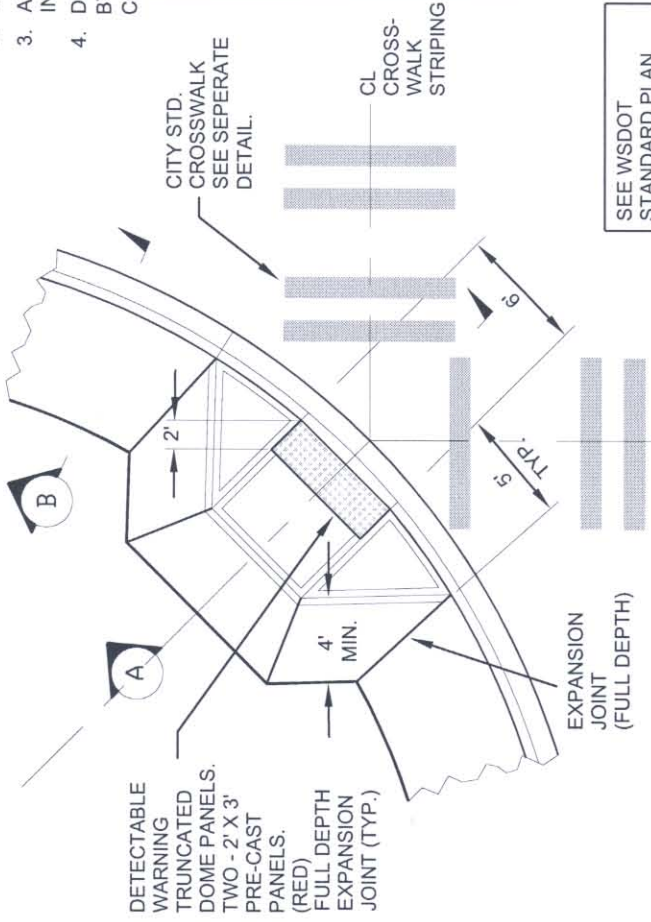 3. A
IN
4. D
B
C
CITY STD.
CROSSWALK
SEE SEPERATE
DETAIL.
CL
CROSS-
WALK
STRIPING
B
A
2'
6'
5'
TYP.
4'
MIN.
DETECTABLE
WARNING
TRUNCATED
DOME PANELS.
TWO - 2' X 3'
PRE-CAST
PANELS.
(RED)
FULL DEPTH
EXPANSION
JOINT (TYP.)
EXPANSION
JOINT
(FULL DEPTH)
SEE WSDOT
STANDARD PLAN